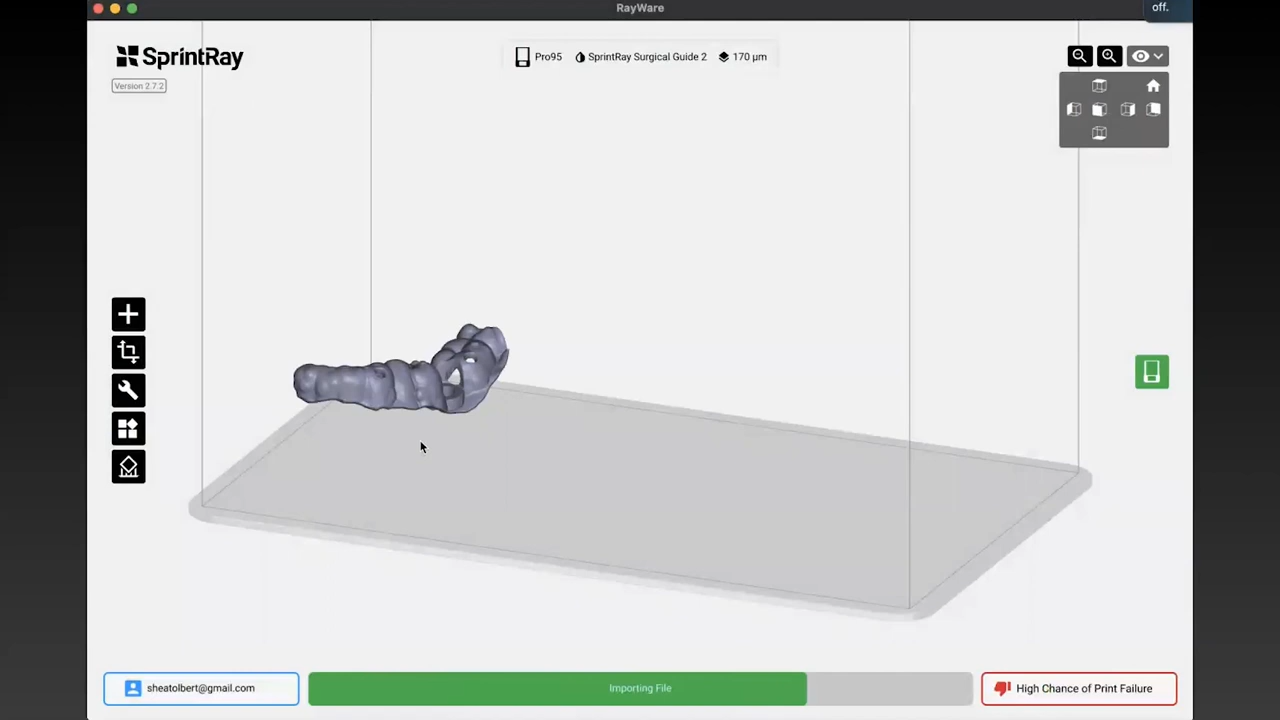 RayWare
off.
SprintRay
Pro95
SprintRay Surgical Guide 2
170 µm
Version 2.7.2
sheatolbert@gmail.com
Importing File
High Chance of Print Failure